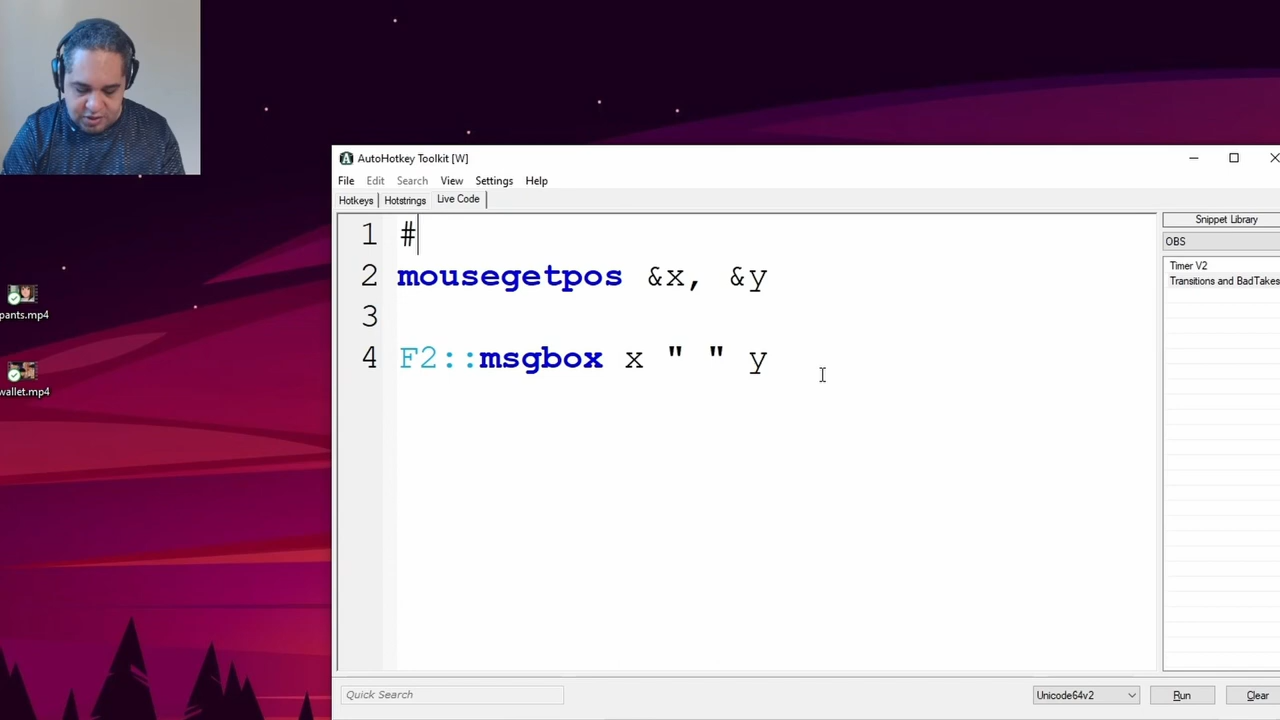 AutoHotkey Toolkit [W]
File Edit Search View Settings Help
Hotkeys Hotstrings Live Code
1 #
2 mousegetpos &x, &y
3
4 F2::msgbox x " " y
Snippet Library
OBS
Timer V2
Transitions and BadTakes
pants.mp4
wallet.mp4
Quick Search
Unicode64v2
Run
Clear